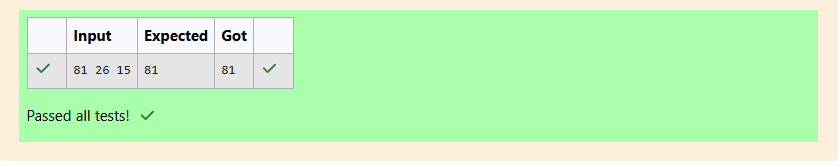 Input Expected Got
81 26 15 81 81
Passed all tests!